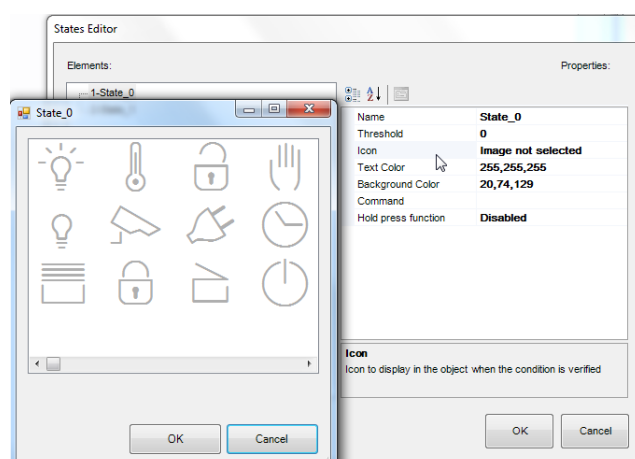 States Editor
Elements:
Properties:
1-State_0
State_0
Name State_0
Threshold 0
Icon Image not selected
Text Color 255,255,255
Background Color 20,74,129
Command
Hold press function Disabled
Icon
Icon to display in the object when the condition is verified
OK Cancel
OK Cancel